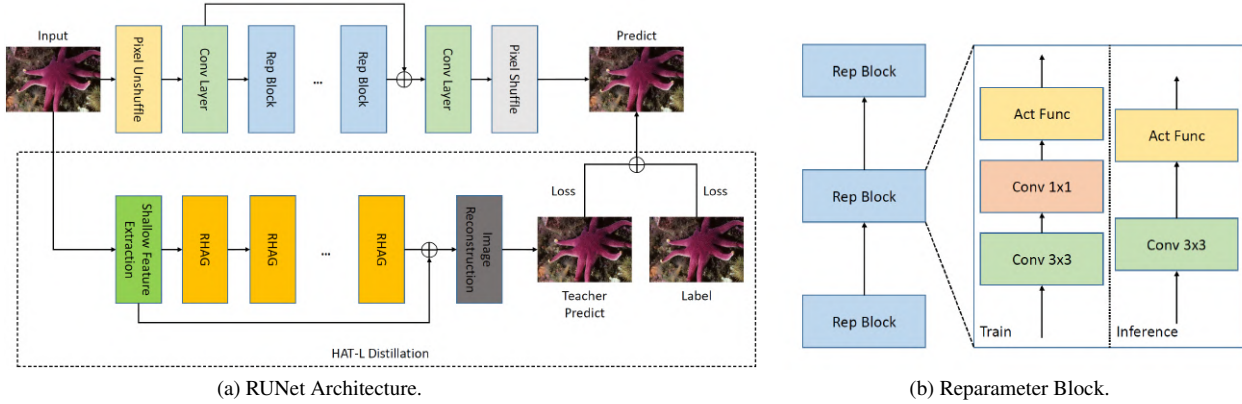 Input
Pixel Unshuffle
Conv Layer
Rep Block
...
Rep Block
Conv Layer
Pixel Shuffle
Predict
Shallow Feature
Extraction
RHAG
RHAG
...
RHAG
Image
Reconstruction
Loss
Loss
Teacher
Predict
Label
HAT-L Distillation
(a) RUNet Architecture.
Rep Block
Rep Block
Rep Block
Act Func
Conv 1x1
Conv 3x3
Train
Act Func
Conv 3x3
Inference
(b) Reparameter Block.